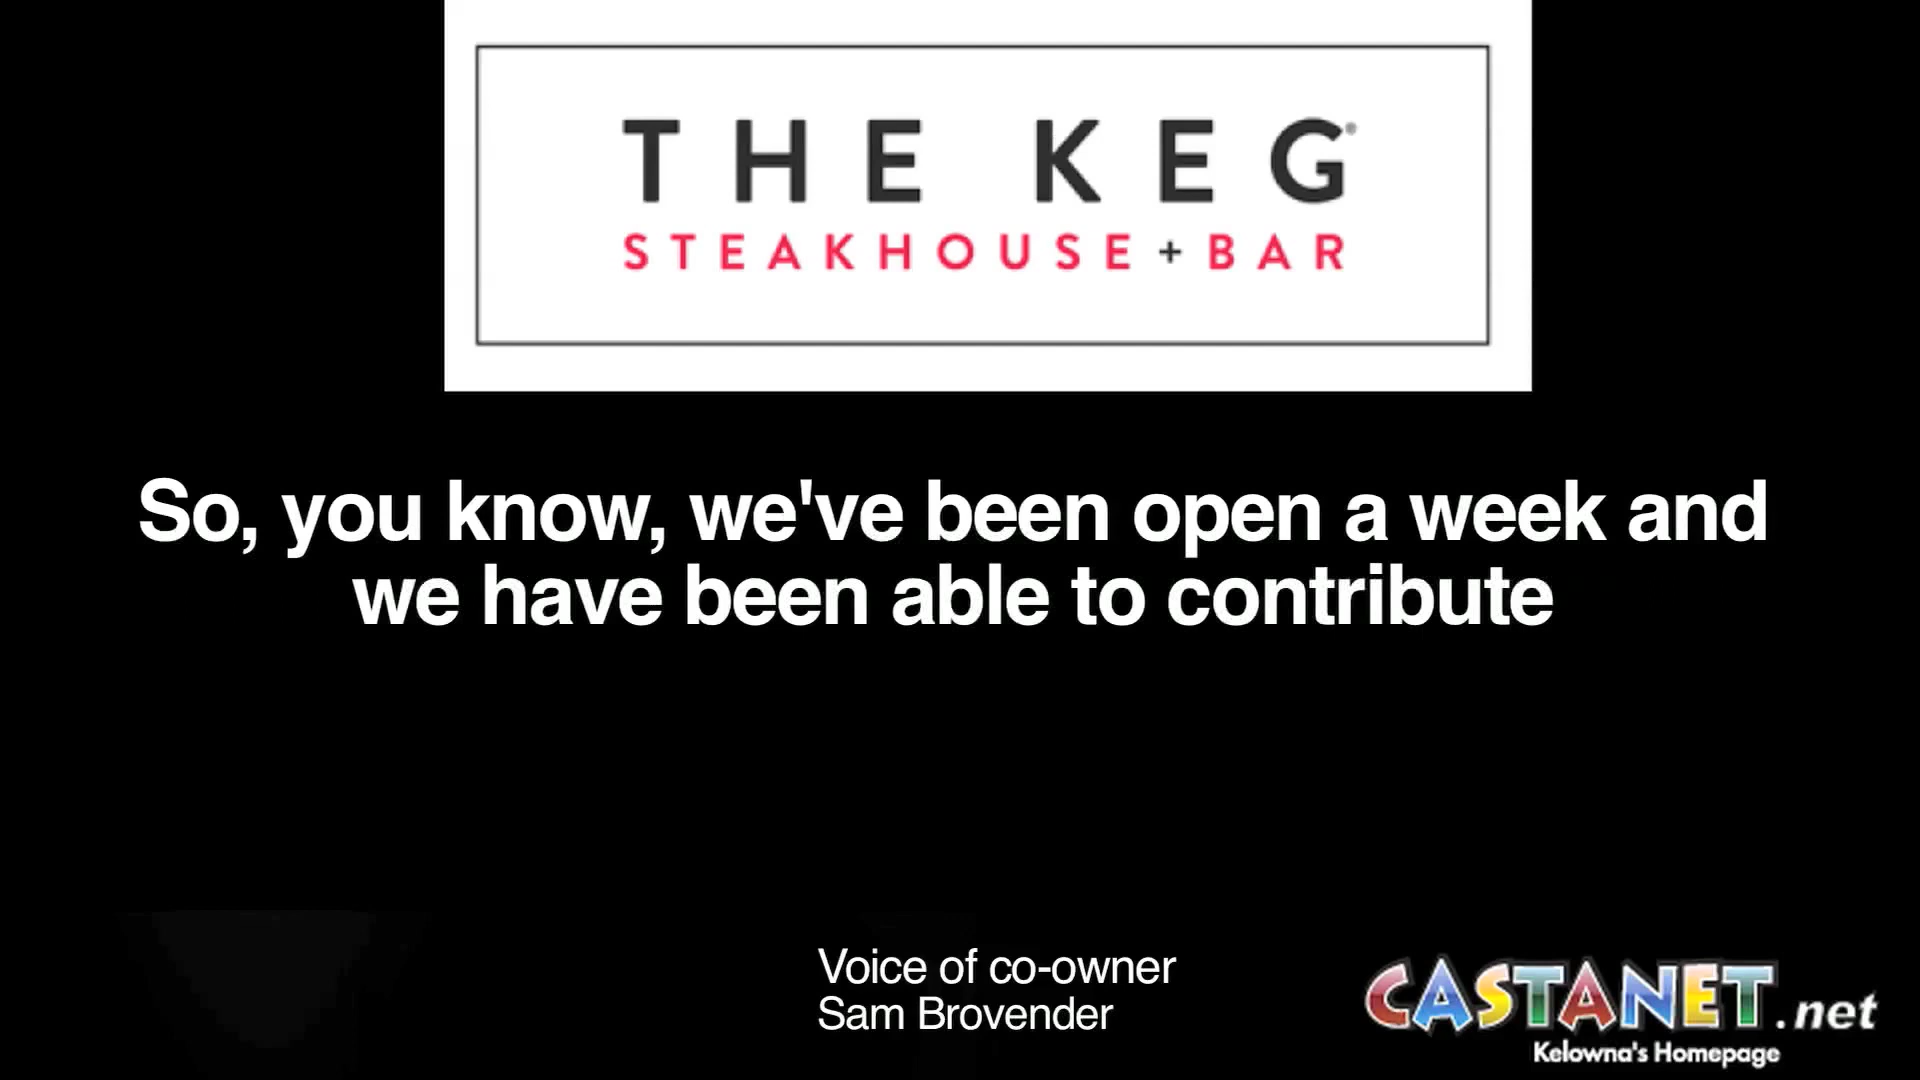 THE KEG
STEAKHOUSE + BAR
So, you know, we've been open a week and
we have been able to contribute
Voice of co-owner
Sam Brovender
CASTANET.net
Kelowna's Homepage